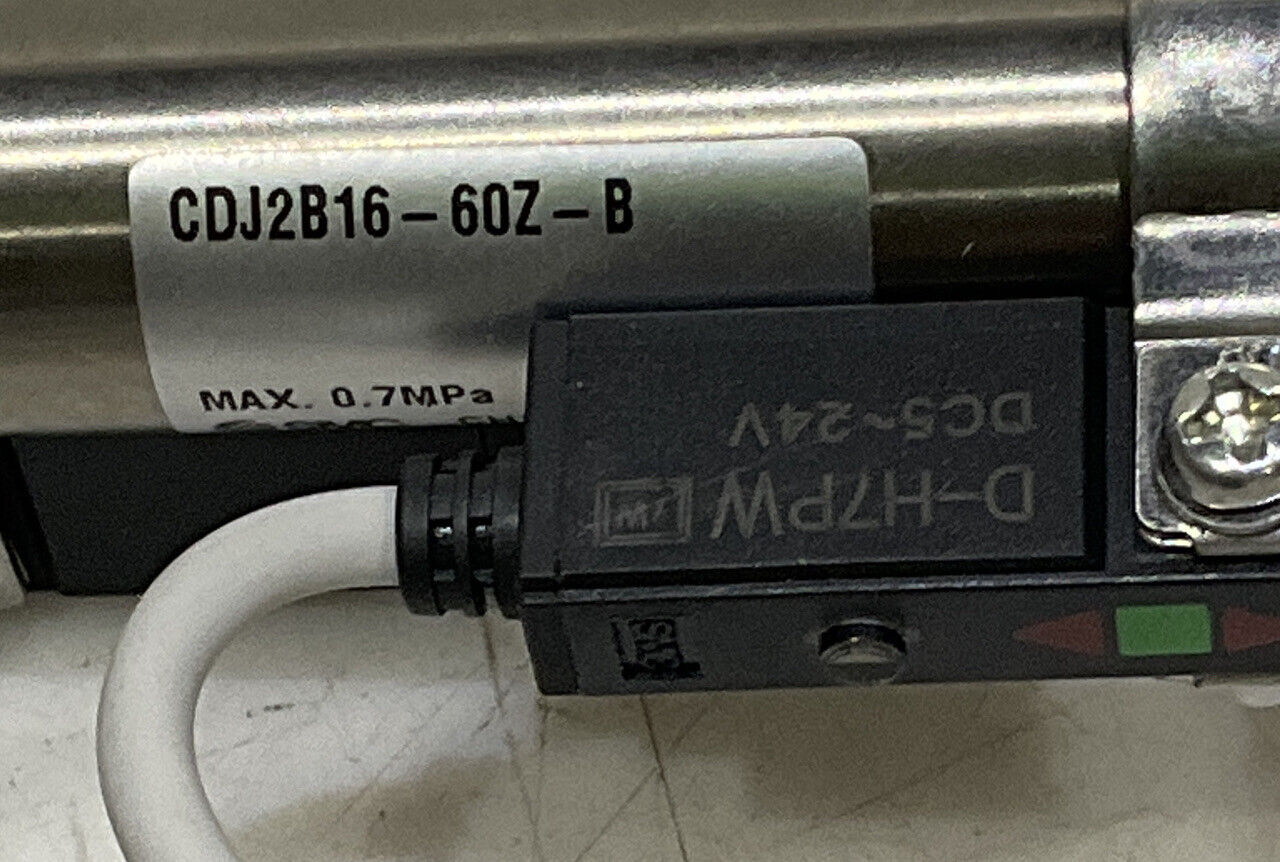 CDJ2B16-60Z-B
MAX. 0.7MPa
D-H7PW
DC5~24V